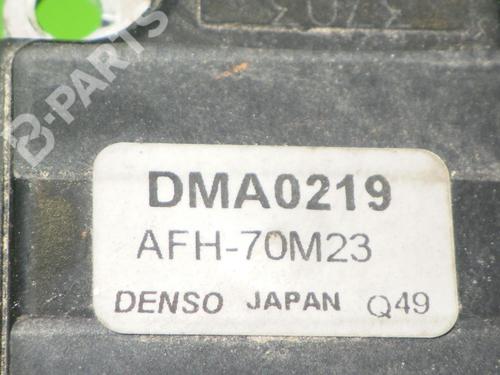 B-PARTS
DMA0219
AFH-70M23
DENSO JAPAN Q49